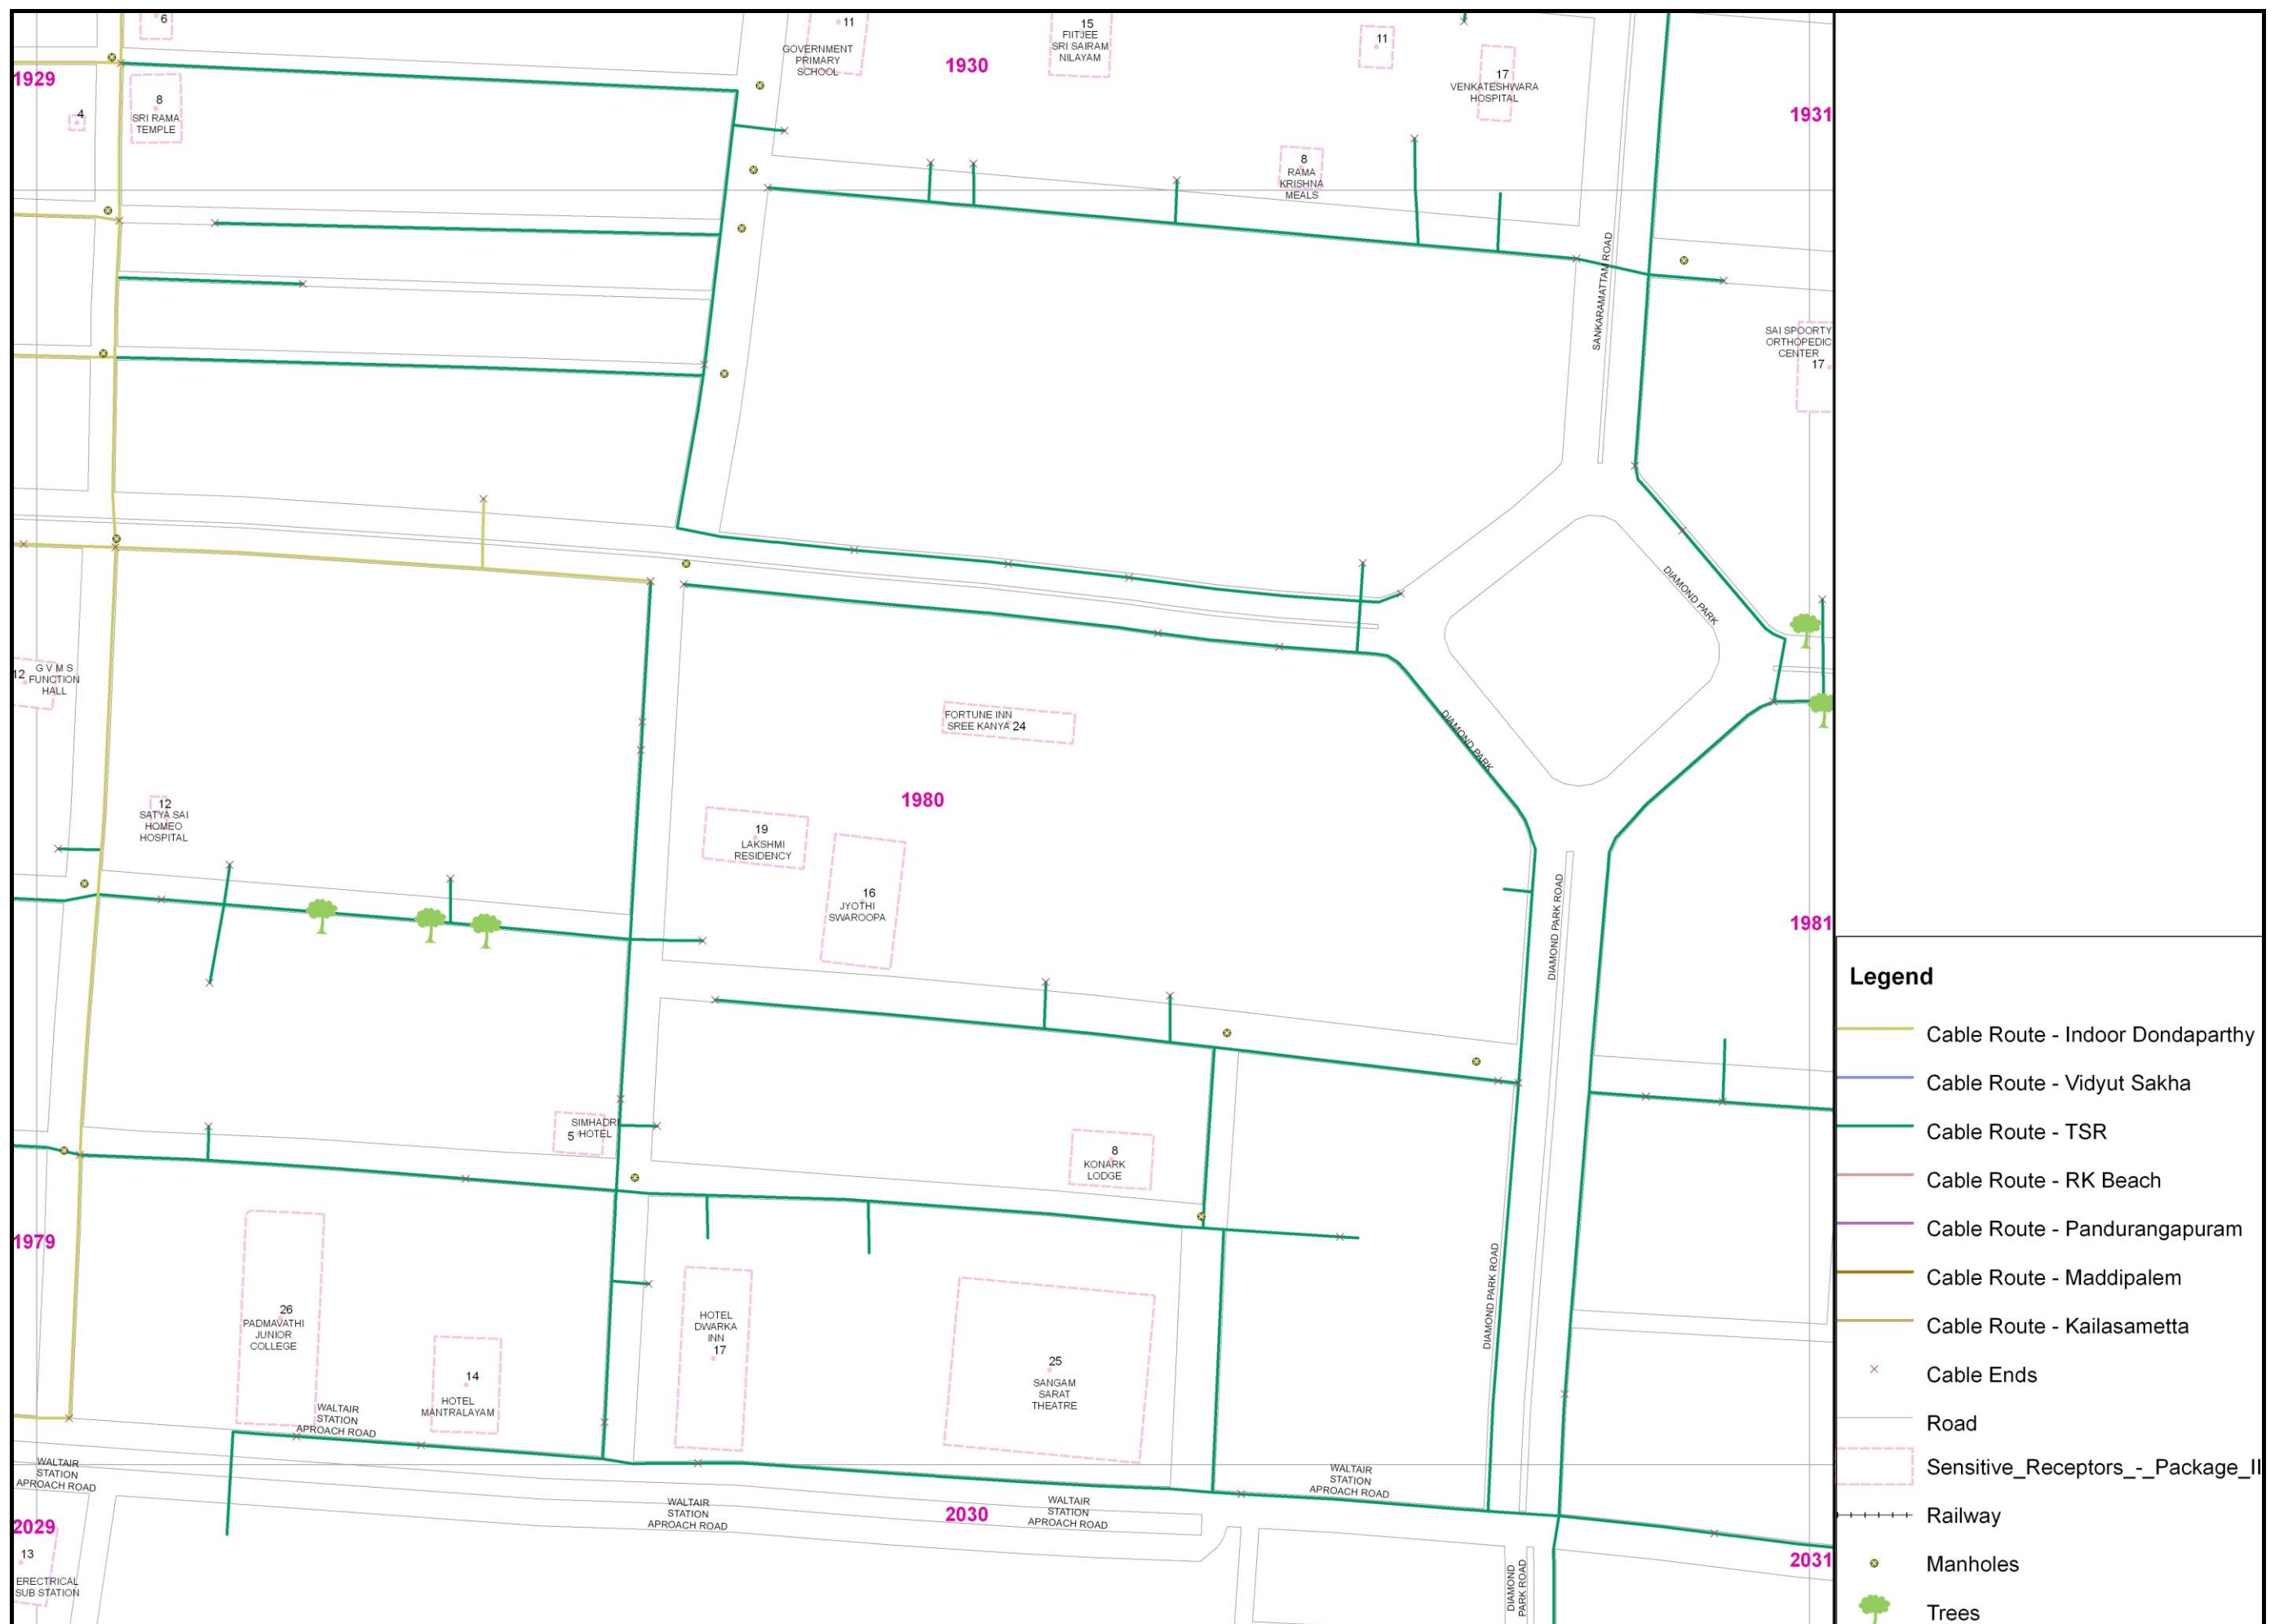 6
11
GOVERNMENT
PRIMARY
SCHOOL
15
FIITJEE
SRI SAIRAM
NILAYAM
11
17
VENKATESHWARA
HOSPITAL
1929
1930
1931
4
8
SRI RAMA
TEMPLE
8
RAMA
KRISHNA
MEALS
SANKARAMATTAM ROAD
SAI SPOORTY
ORTHOPEDIC
CENTER
17
DIAMOND PARK
12
G V M S
FUNCTION
HALL
FORTUNE INN
SREE KANYA 24
DIAMOND PARK
1980
12
SATYA SAI
HOMEO
HOSPITAL
19
LAKSHMI
RESIDENCY
16
JYOTHI
SWAROOPA
DIAMOND PARK ROAD
1981
SIMHADRI
5 HOTEL
8
KONARK
LODGE
1979
DIAMOND PARK ROAD
26
PADMAVATHI
JUNIOR
COLLEGE
14
HOTEL
MANTRALAYAM
HOTEL
DWARKA
INN
17
25
SANGAM
SARAT
THEATRE
WALTAIR
STATION
APROACH ROAD
WALTAIR
STATION
APROACH ROAD
WALTAIR
STATION
APROACH ROAD
WALTAIR
STATION
APROACH ROAD
WALTAIR
STATION
APROACH ROAD
2029
2030
2031
13
ERECTRICAL
SUB STATION
DIAMOND
PARK ROAD
Legend
Cable Route - Indoor Dondaparthy
Cable Route - Vidyut Sakha
Cable Route - TSR
Cable Route - RK Beach
Cable Route - Pandurangapuram
Cable Route - Maddipalem
Cable Route - Kailasametta
Cable Ends
Road
Sensitive_Receptors_-_Package_II
Railway
Manholes
Trees